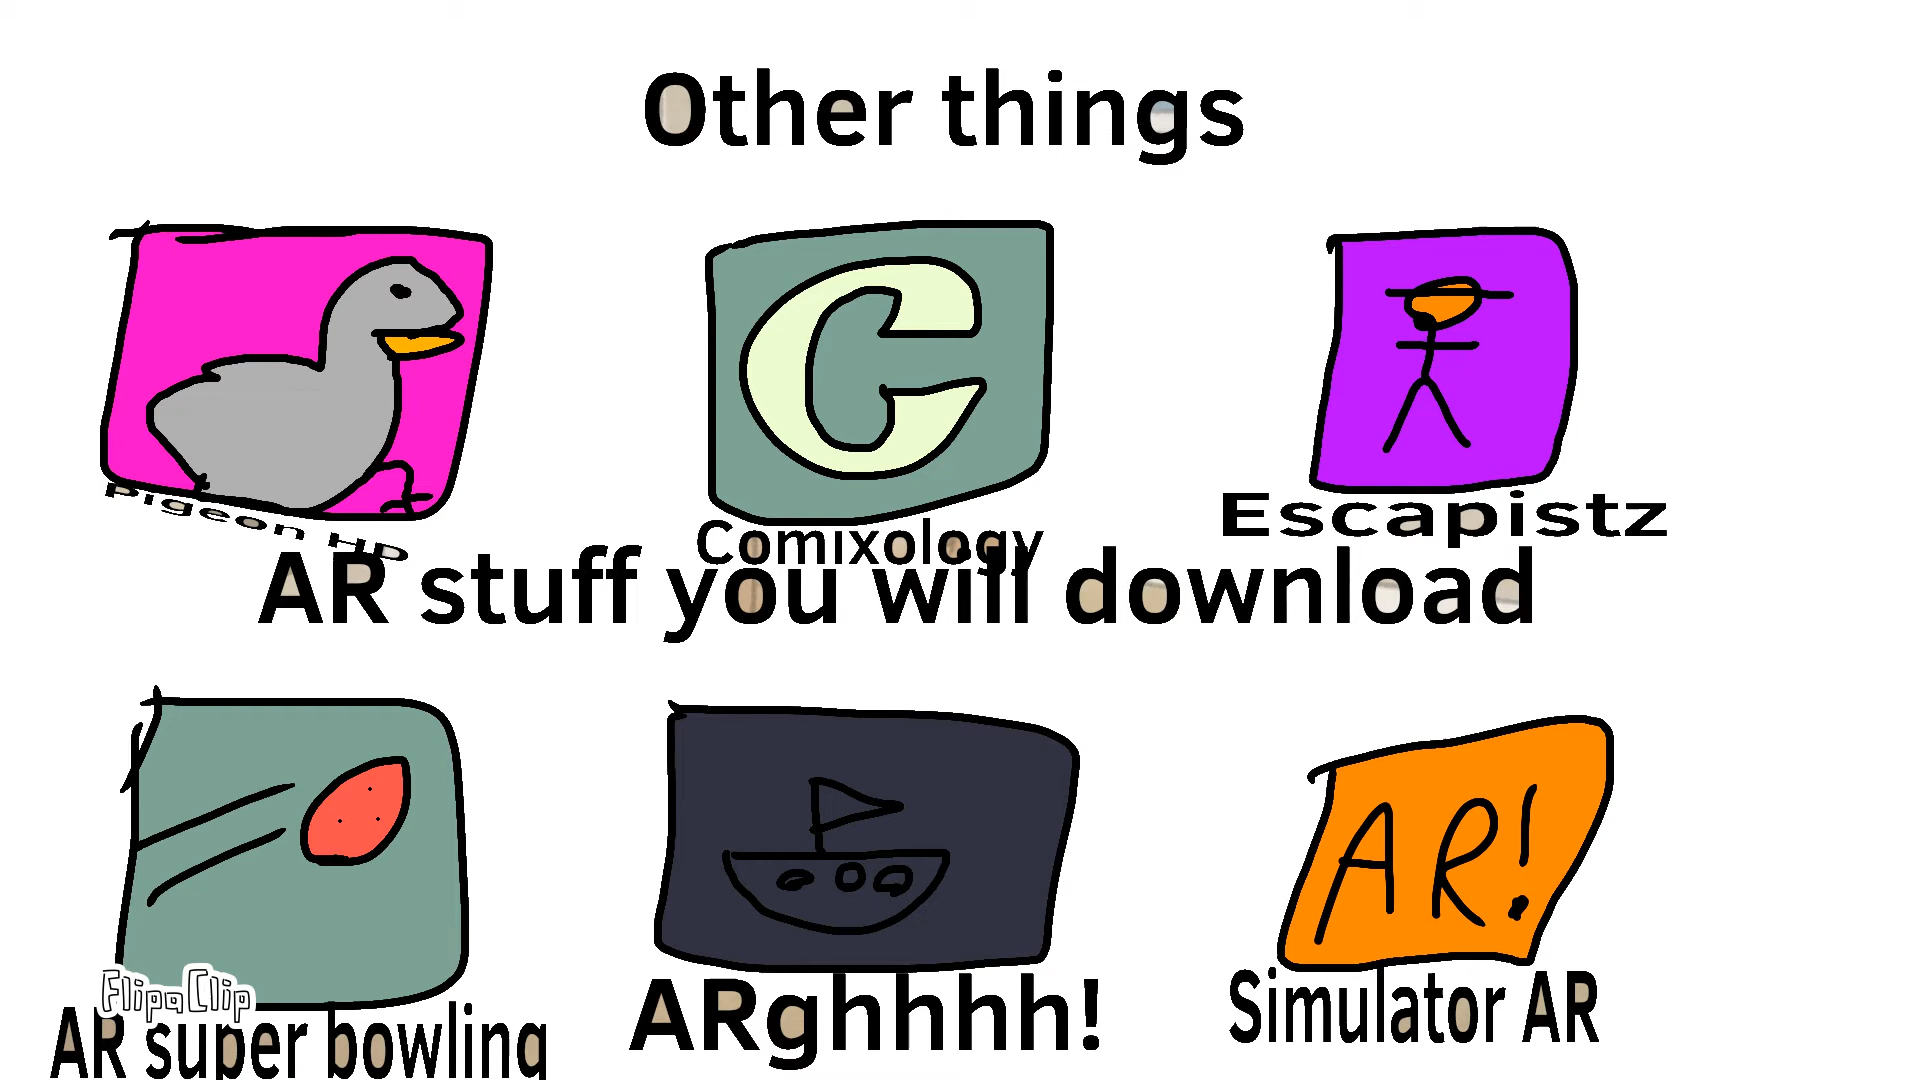 Other things
C
Pigeon HD
Comixology
Escapistz
AR stuff you will download
AR!
FlipaClip
AR super bowling
ARghhhh!
Simulator AR